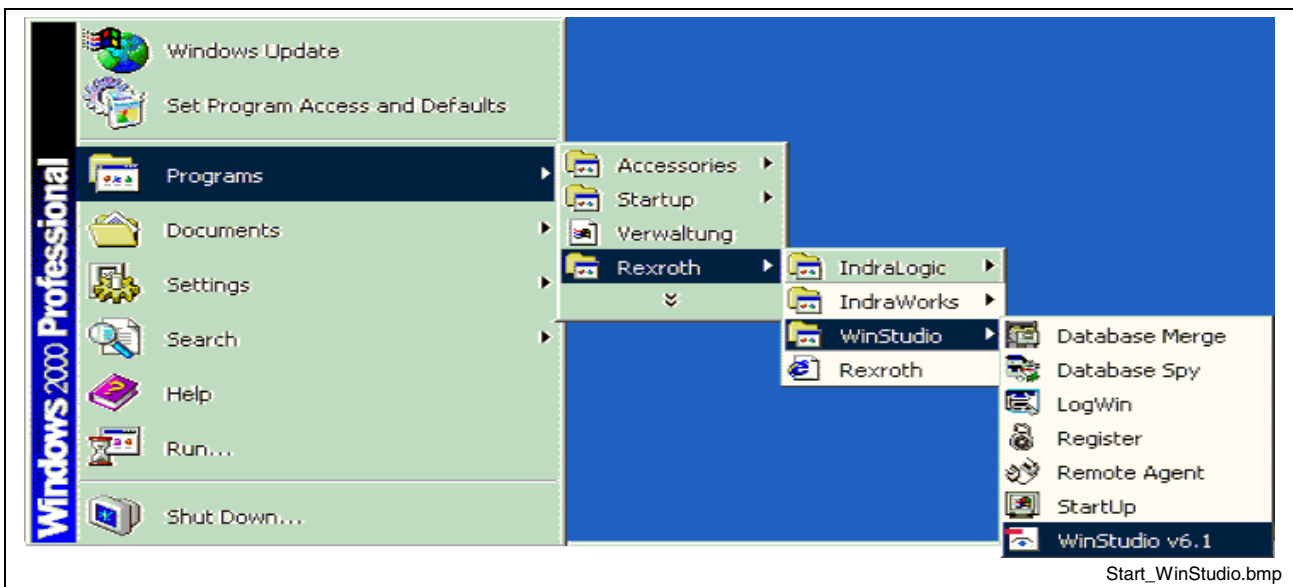 Windows 2000 Professional
Windows Update
Set Program Access and Defaults
Programs
Documents
Settings
Search
Help
Run...
Shut Down...
Accessories
Startup
Verwaltung
Rexroth
IndraLogic
IndraWorks
WinStudio
Rexroth
Database Merge
Database Spy
LogWin
Register
Remote Agent
StartUp
WinStudio v6.1
Start_WinStudio.bmp